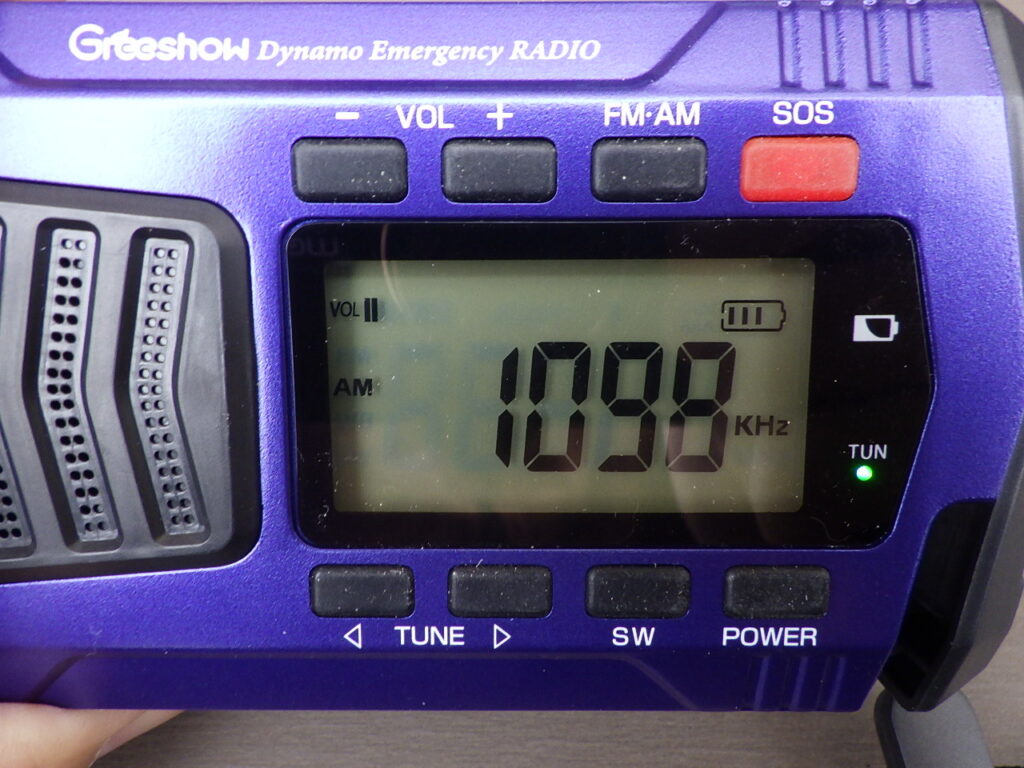 Greeshow Dynamo Emergency RADIO
− VOL + FM·AM SOS
VOL
AM 1098 KHz
TUN
◁ TUNE ▷ SW POWER